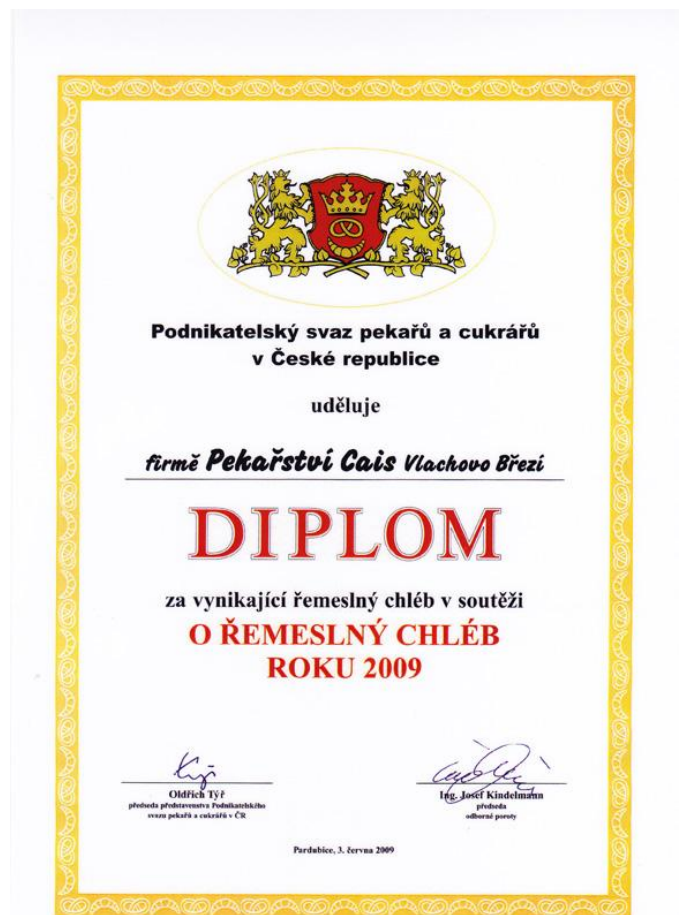 Podnikatelský svaz pekařů a cukrářů
v České republice
uděluje
firmě Pekařství Cais Vlachovo Březí
DIPLOM
za vynikající řemeslný chléb v soutěži
O ŘEMESLNÝ CHLÉB
ROKU 2009
Oldřich Týř
předseda představenstva Podnikatelského
svazu pekařů a cukrářů v ČR
Ing. Josef Kindelmann
předseda
odborné poroty
Pardubice, 3. června 2009